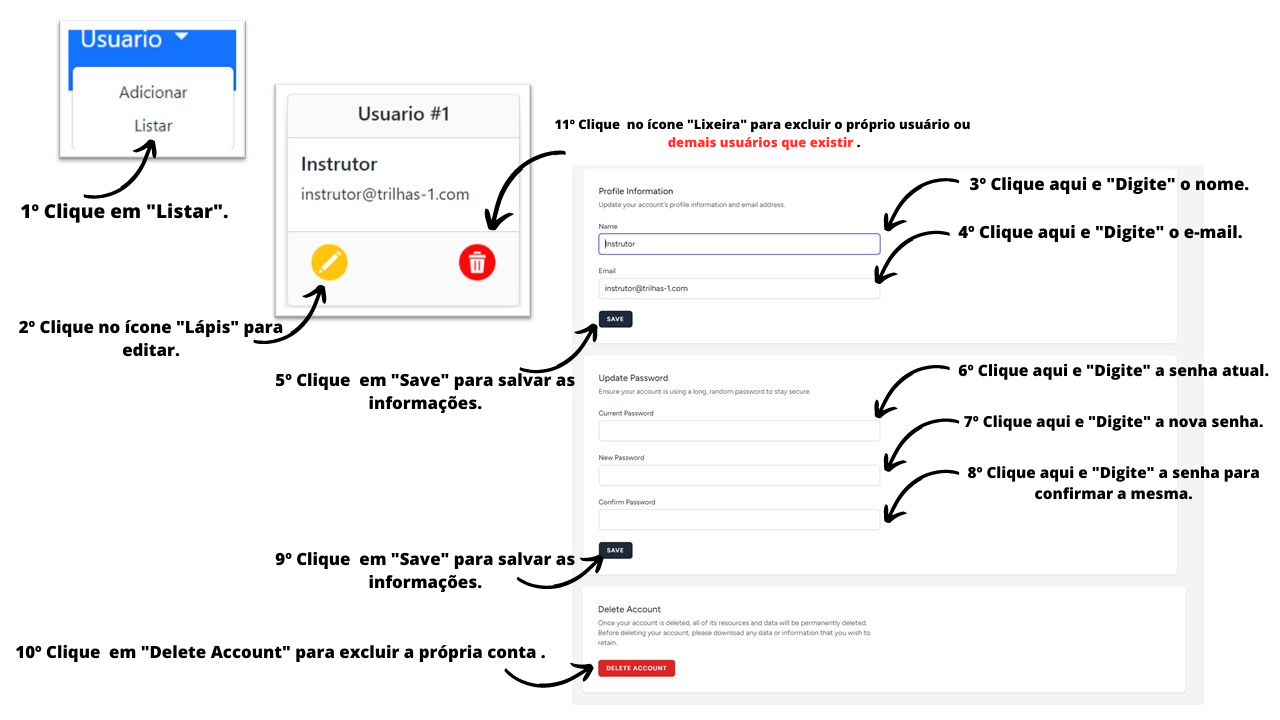 Usuario
Adicionar
Listar
1º Clique em "Listar".
Usuario #1
Instrutor
instrutor@trilhas-1.com
2º Clique no ícone "Lápis" para
editar.
11º Clique no ícone "Lixeira" para excluir o próprio usuário ou
demais usuários que existir .
Profile Information
Update your account's profile information and email address.
Name
Instrutor
Email
instrutor@trilhas-1.com
SAVE
3º Clique aqui e "Digite" o nome.
4º Clique aqui e "Digite" o e-mail.
5º Clique em "Save" para salvar as
informações.
Update Password
Ensure your account is using a long, random password to stay secure.
Current Password
New Password
Confirm Password
SAVE
6º Clique aqui e "Digite" a senha atual.
7º Clique aqui e "Digite" a nova senha.
8º Clique aqui e "Digite" a senha para
confirmar a mesma.
9º Clique em "Save" para salvar as
informações.
Delete Account
Once your account is deleted, all of its resources and data will be permanently deleted.
Before deleting your account, please download any data or information that you wish to
retain.
DELETE ACCOUNT
10º Clique em "Delete Account" para excluir a própria conta .